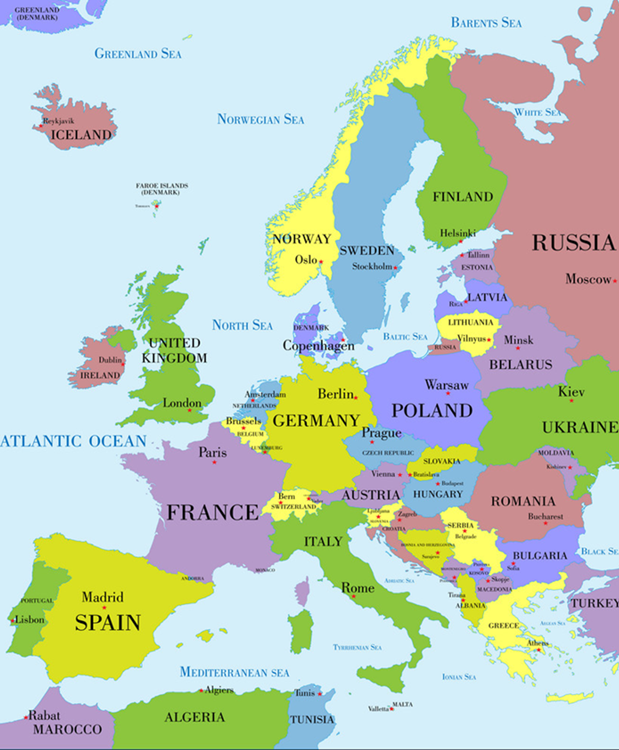 GREENLAND
(DENMARK)
BARENTS SEA
GREENLAND SEA
WHITE SEA
Reykjavik
ICELAND
NORWEGIAN SEA
FAROE ISLANDS
(DENMARK)
FINLAND
Helsinki
NORWAY
Oslo
SWEDEN
Stockholm
RUSSIA
Moscow
Tallinn
ESTONIA
RIGA
LATVIA
LITHUANIA
Vilnyus
RUSSIA
Minsk
BELARUS
NORTH SEA
DENMARK
Copenhagen
BALTIC SEA
UNITED
KINGDOM
Dublin
IRELAND
London
Amsterdam
NETHERLANDS
Brussels
BELGIUM
Berlin
GERMANY
Warsaw
POLAND
Kiev
UKRAINE
ATLANTIC OCEAN
Paris
Prague
CZECH REPUBLIC
SLOVAKIA
Bratislava
Vienna
AUSTRIA
Budapest
HUNGARY
MOLDAVIA
Kishinev
FRANCE
Bern
SWITZERLAND
Ljubljana
SLOVENIA
Zagreb
CROATIA
ROMANIA
Bucharest
ITALY
BOSNIA AND HERZEGOVINA
Sarajevo
SERBIA
Belgrade
BLACK SEA
BULGARIA
Sofia
MONTENEGRO
KOSOVO
Skopje
MACEDONIA
ANDORRA
MONACO
ADRIATIC SEA
Rome
Tirana
ALBANIA
PORTUGAL
Lisbon
Madrid
SPAIN
GREECE
AEGEAN SEA
Athens
TURKEY
TYRRHENIAN SEA
IONIAN SEA
MEDITERRANEAN SEA
Algiers
ALGERIA
Tunis
TUNISIA
Valletta
MALTA
Rabat
MAROCCO